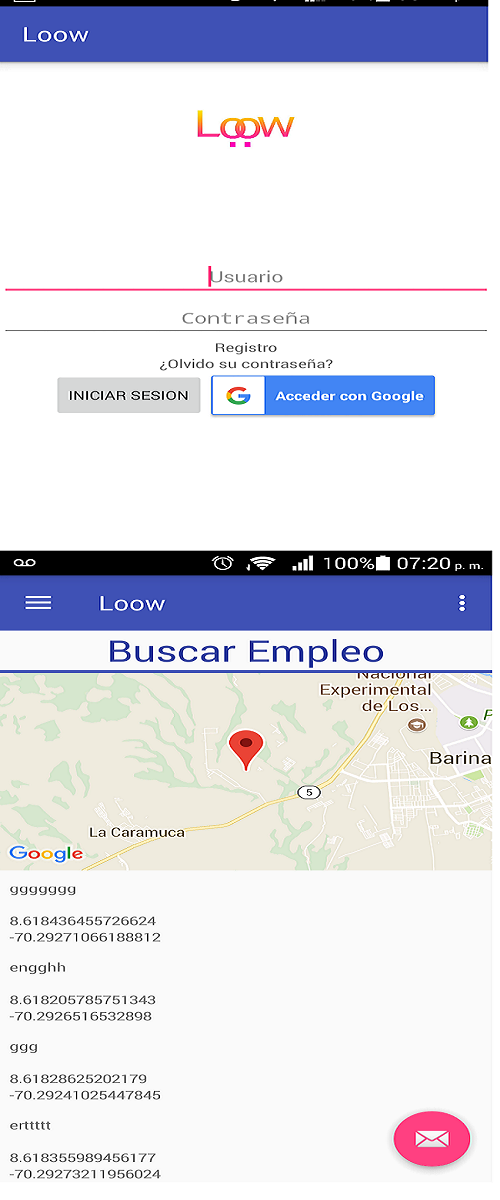 Loow
Loow
Usuario
Contraseña
Registro
¿Olvido su contraseña?
INICIAR SESION
Acceder con Google
100% 07:20 p. m.
Loow
Buscar Empleo
Nacional
Experimental
de Los...
P
Barina
5
La Caramuca
Google
ggggggg
8.618436455726624
-70.29271066188812
engghh
8.618205785751343
-70.2926516532898
ggg
8.61828625202179
-70.29241025447845
erttttt
8.618355989456177
-70.29273211956024